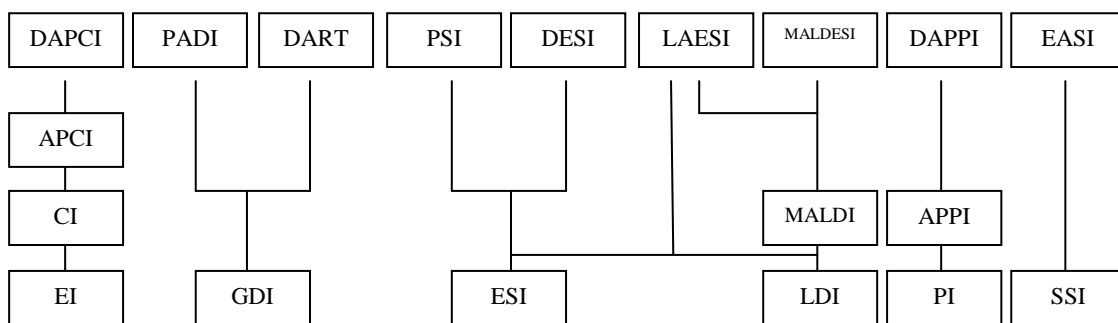 DAPCI PADI DART PSI DESI LAESI MALDESI DAPPI EASI
APCI
CI MALDI APPI
EI GDI ESI LDI PI SSI